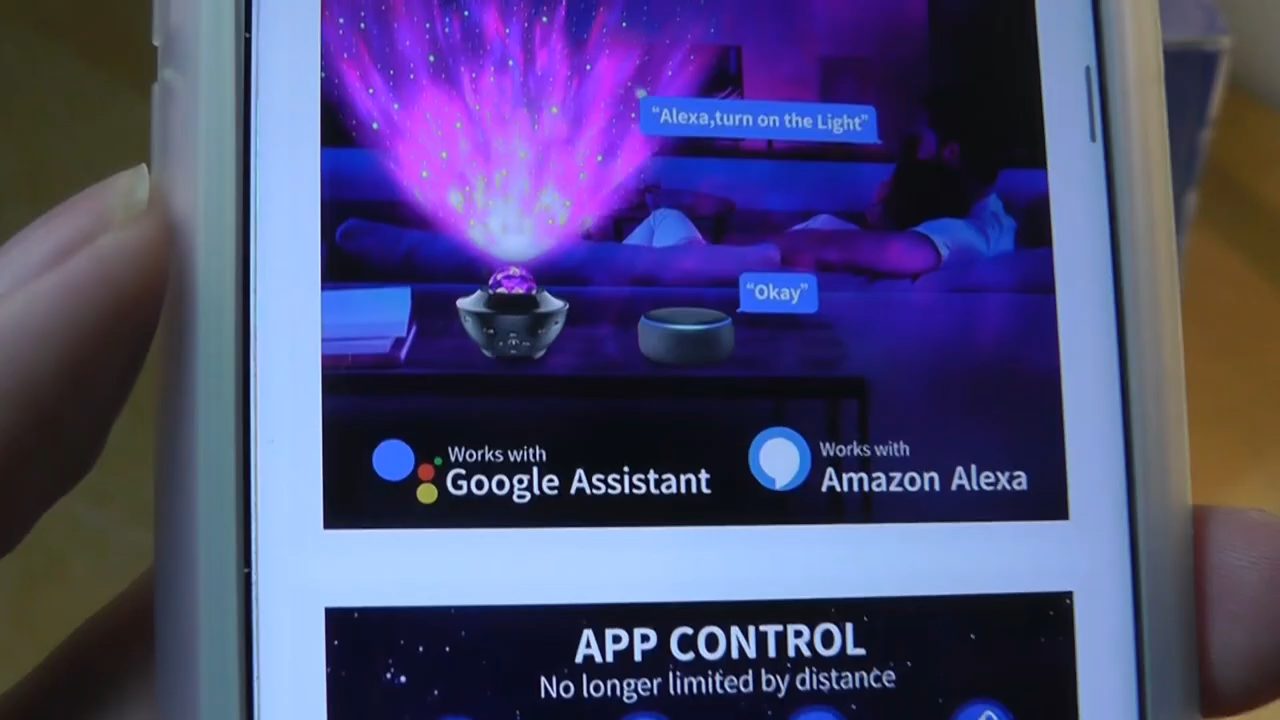 “Alexa,turn on the Light”
“Okay”
Works with
Google Assistant
Works with
Amazon Alexa
APP CONTROL
No longer limited by distance